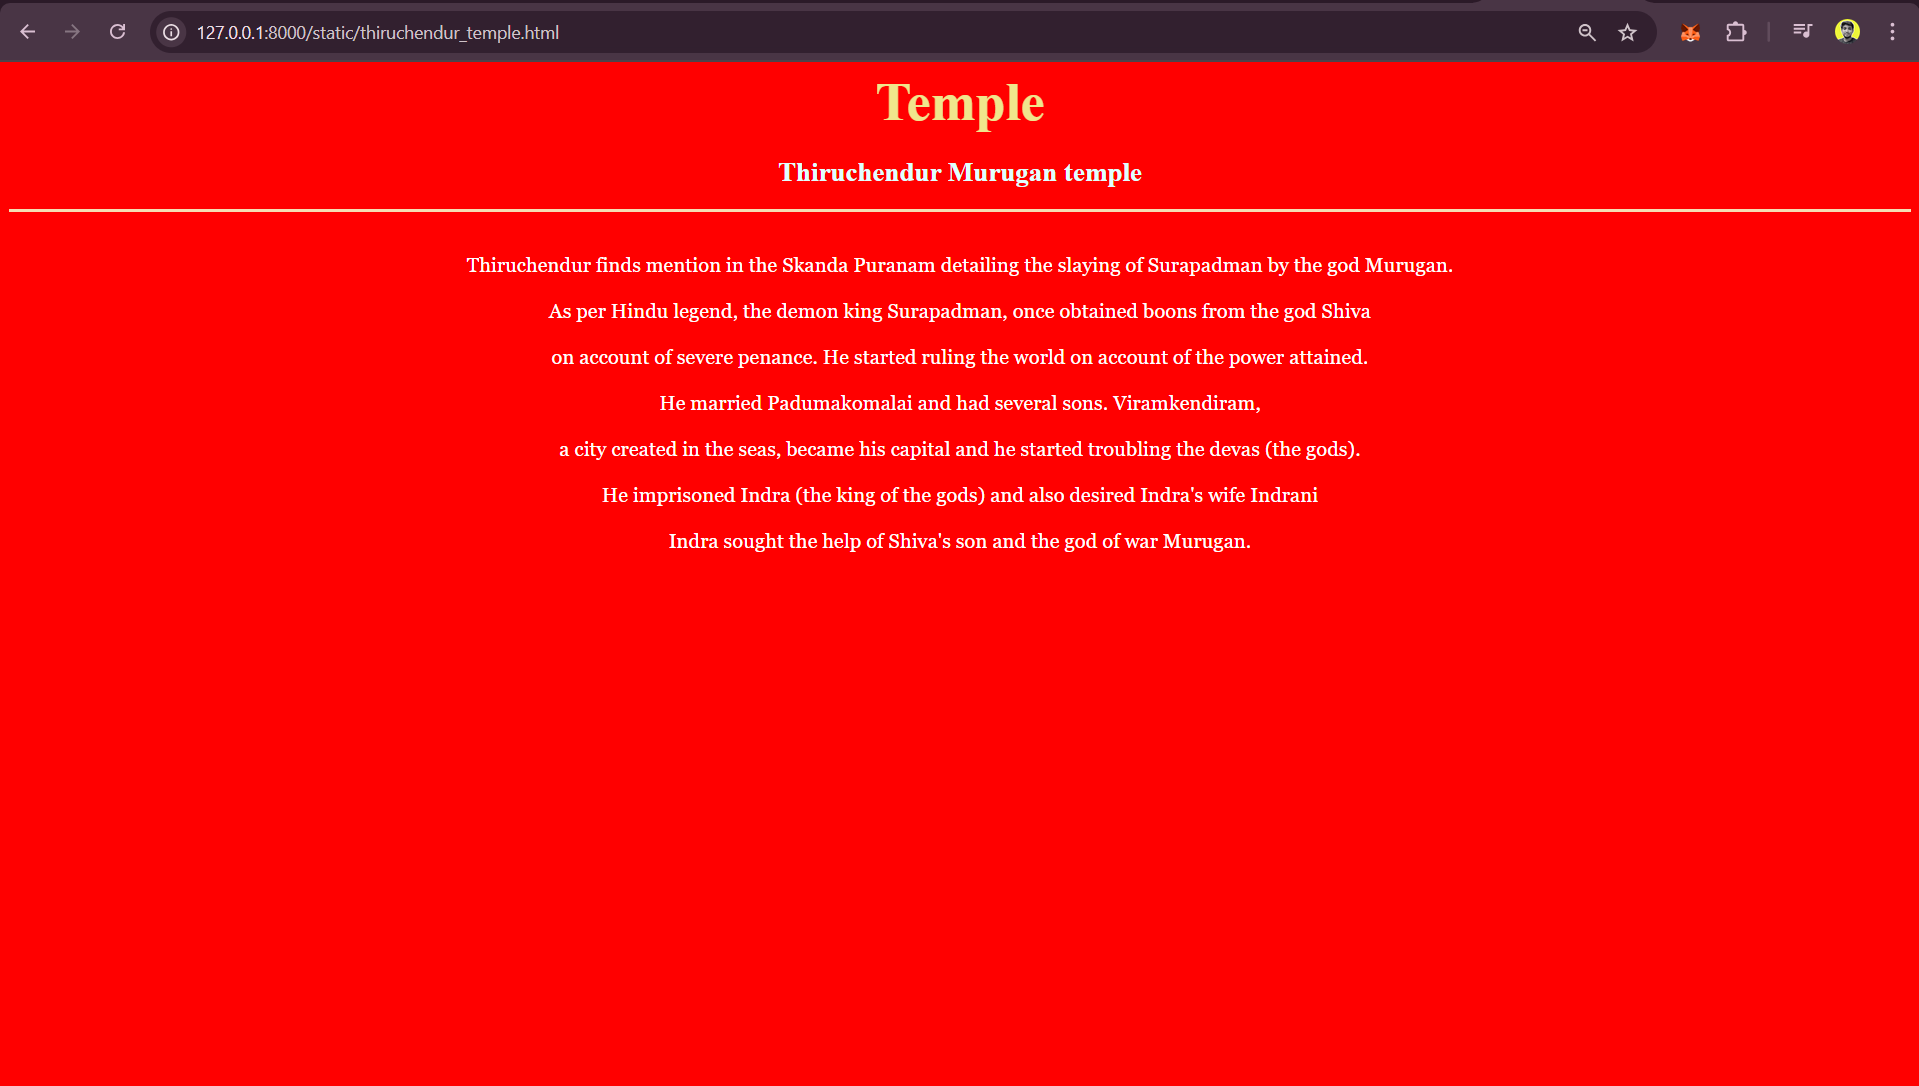 127.0.0.1:8000/static/thiruchendur_temple.html
Temple
Thiruchendur Murugan temple
Thiruchendur finds mention in the Skanda Puranam detailing the slaying of Surapadman by the god Murugan.
As per Hindu legend, the demon king Surapadman, once obtained boons from the god Shiva
on account of severe penance. He started ruling the world on account of the power attained.
He married Padumakomalai and had several sons. Viramkendiram,
a city created in the seas, became his capital and he started troubling the devas (the gods).
He imprisoned Indra (the king of the gods) and also desired Indra's wife Indrani
Indra sought the help of Shiva's son and the god of war Murugan.